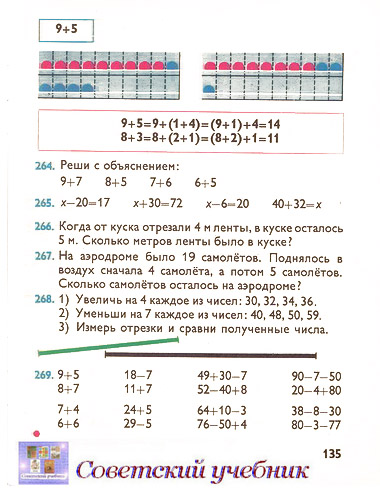 9+5
9+5=9+(1+4)=(9+1)+4=14
8+3=8+(2+1)=(8+2)+1=11
264. Реши с объяснением:
9+7 8+5 7+6 6+5
265. x−20=17 x+30=72 x−6=20 40+32=x
266. Когда от куска отрезали 4 м ленты, в куске осталось
5 м. Сколько метров ленты было в куске?
267. На аэродроме было 19 самолётов. Поднялось в
воздух сначала 4 самолёта, а потом 5 самолётов.
Сколько самолётов осталось на аэродроме?
268. 1) Увеличь на 4 каждое из чисел: 30, 32, 34, 36.
2) Уменьши на 7 каждое из чисел: 40, 48, 50, 59.
3) Измерь отрезки и сравни полученные числа.
269. 9+5 18−7 49+30−7 90−7−50
8+7 11+7 52−40+8 20−4+80
7+4 24+5 64+10−3 38−8−30
6+6 29−5 76−50+4 80−3−77
135
Советский учебник